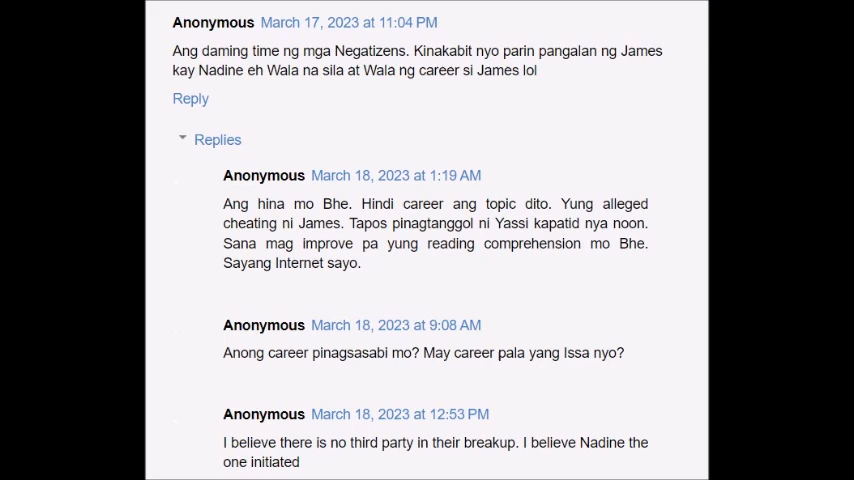 Anonymous March 17, 2023 at 11:04 PM
Ang daming time ng mga Negatizens. Kinakabit nyo parin pangalan ng James
kay Nadine eh Wala na sila at Wala ng career si James lol
Reply
Replies
Anonymous March 18, 2023 at 1:19 AM
Ang hina mo Bhe. Hindi career ang topic dito. Yung alleged
cheating ni James. Tapos pinagtanggol ni Yassi kapatid nya noon.
Sana mag improve pa yung reading comprehension mo Bhe.
Sayang Internet sayo.
Anonymous March 18, 2023 at 9:08 AM
Anong career pinagsasabi mo? May career pala yang Issa nyo?
Anonymous March 18, 2023 at 12:53 PM
I believe there is no third party in their breakup. I believe Nadine the
one initiated